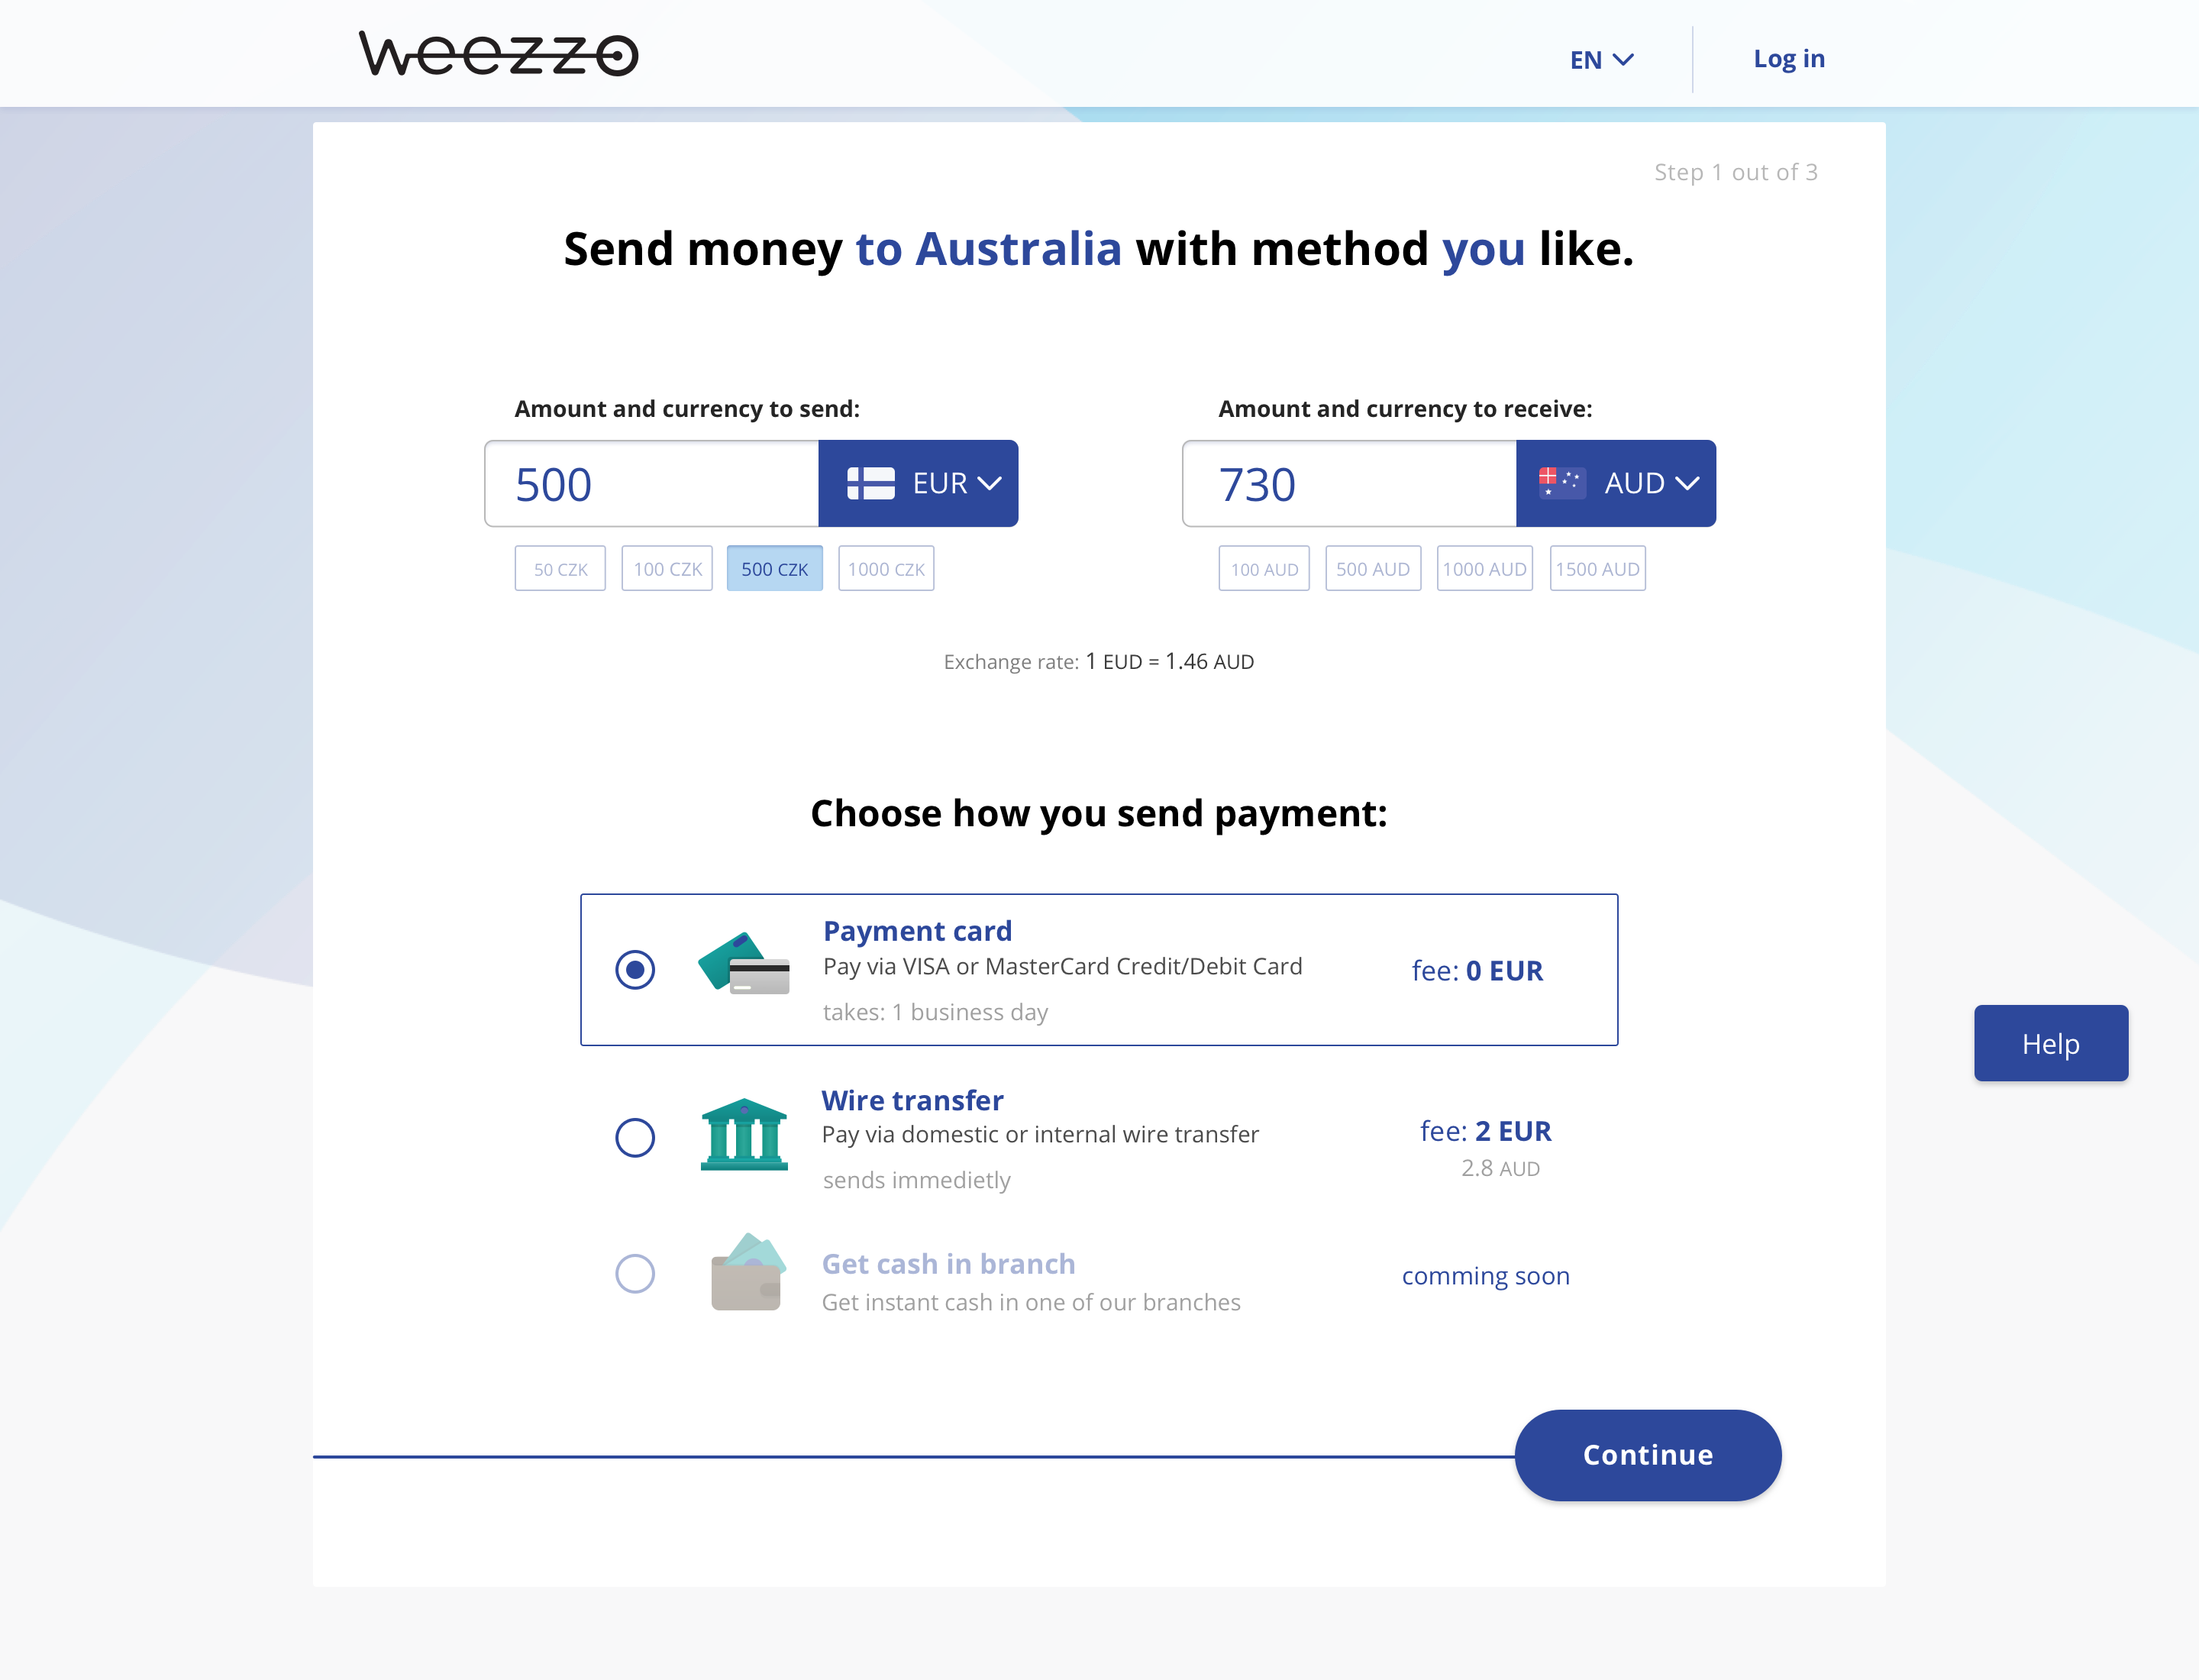 weezzo
EN
Log in
Step 1 out of 3
Send money to Australia with method you like.
Amount and currency to send:
Amount and currency to receive:
500
EUR
730
AUD
50 CZK
100 CZK
500 CZK
1000 CZK
100 AUD
500 AUD
1000 AUD
1500 AUD
Exchange rate: 1 EUD = 1.46 AUD
Choose how you send payment:
Payment card
Pay via VISA or MasterCard Credit/Debit Card
takes: 1 business day
fee: 0 EUR
Help
Wire transfer
Pay via domestic or internal wire transfer
sends immedietly
fee: 2 EUR
2.8 AUD
Get cash in branch
Get instant cash in one of our branches
comming soon
Continue